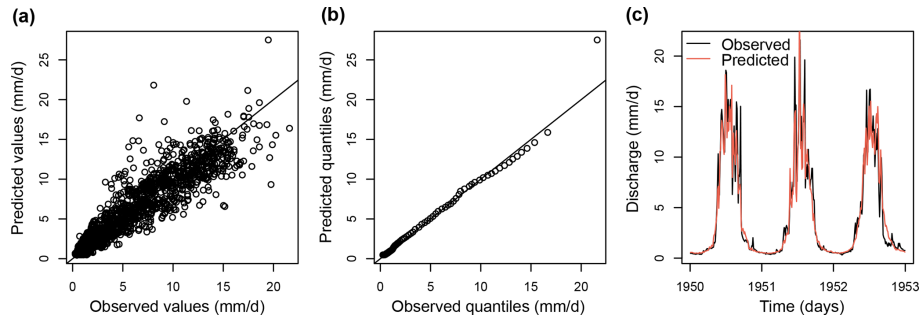 (a)
Predicted values (mm/d)
25
20
15
10
5
0
0 5 10 15 20
Observed values (mm/d)
(b)
Predicted quantiles (mm/d)
25
20
15
10
5
0
0 5 10 15 20
Observed quantiles (mm/d)
(c)
Discharge (mm/d)
20
15
10
5
0
Observed
Predicted
1950 1951 1952 1953
Time (days)